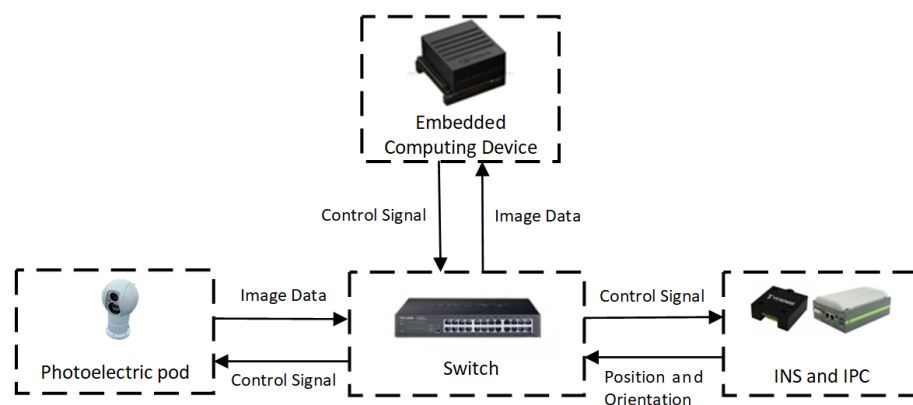 Embedded
Computing Device
Control Signal
Image Data
Image Data
Control Signal
Photoelectric pod
Switch
Control Signal
Position and
Orientation
INS and IPC